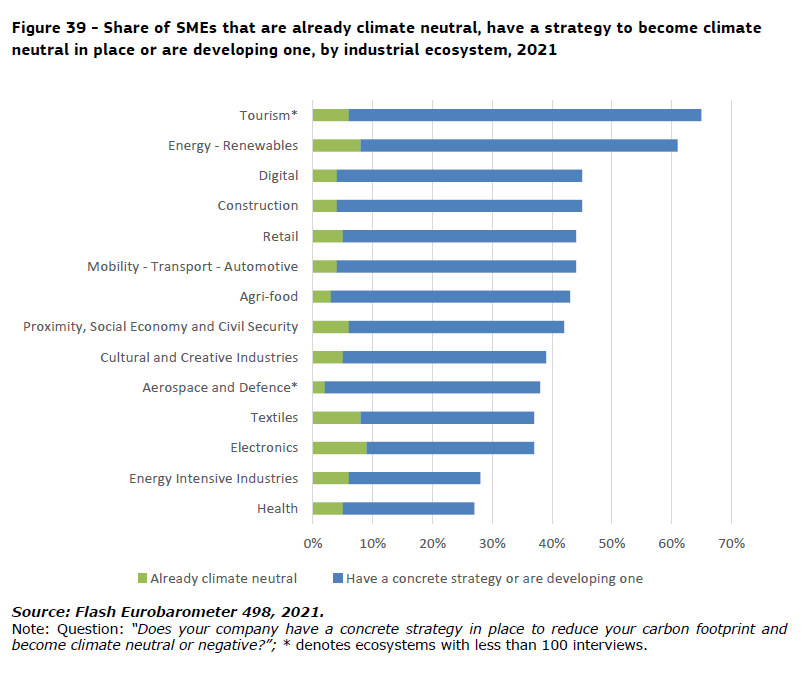 Figure 39 – Share of SMEs that are already climate neutral, have a strategy to become climate
neutral in place or are developing one, by industrial ecosystem, 2021
Tourism*
Energy - Renewables
Digital
Construction
Retail
Mobility - Transport - Automotive
Agri-food
Proximity, Social Economy and Civil Security
Cultural and Creative Industries
Aerospace and Defence*
Textiles
Electronics
Energy Intensive Industries
Health
0% 10% 20% 30% 40% 50% 60% 70%
Already climate neutral Have a concrete strategy or are developing one
Source: Flash Eurobarometer 498, 2021.
Note: Question: “Does your company have a concrete strategy in place to reduce your carbon footprint and
become climate neutral or negative?”; * denotes ecosystems with less than 100 interviews.